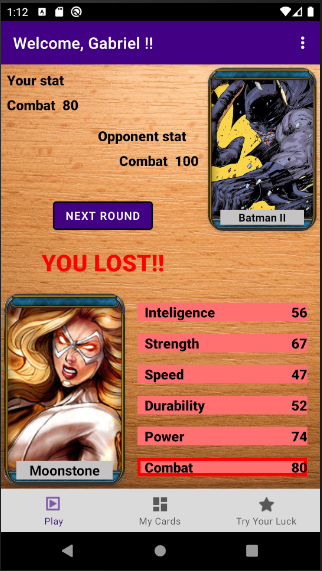 1:12
Welcome, Gabriel !!
Your stat
Combat 80
Opponent stat
Combat 100
Batman II
NEXT ROUND
YOU LOST!!
Inteligence 56
Strength 67
Speed 47
Durability 52
Power 74
Combat 80
Moonstone
Play
My Cards
Try Your Luck